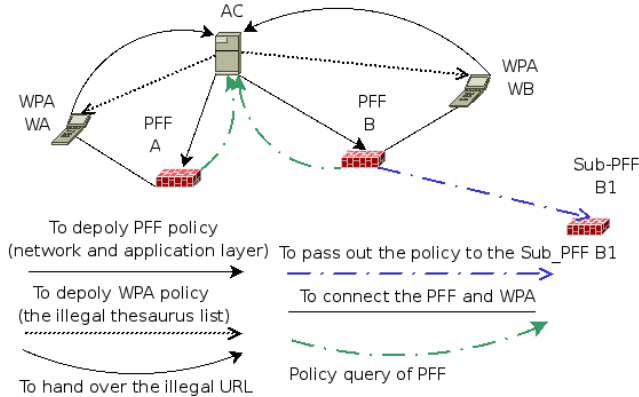 AC
WPA
WA
PFF
A
PFF
B
WPA
WB
Sub-PFF
B1
To depoly PFF policy
(network and application layer)
To pass out the policy to the Sub_PFF B1
To depoly WPA policy
(the illegal thesaurus list)
To connect the PFF and WPA
To hand over the illegal URL
Policy query of PFF